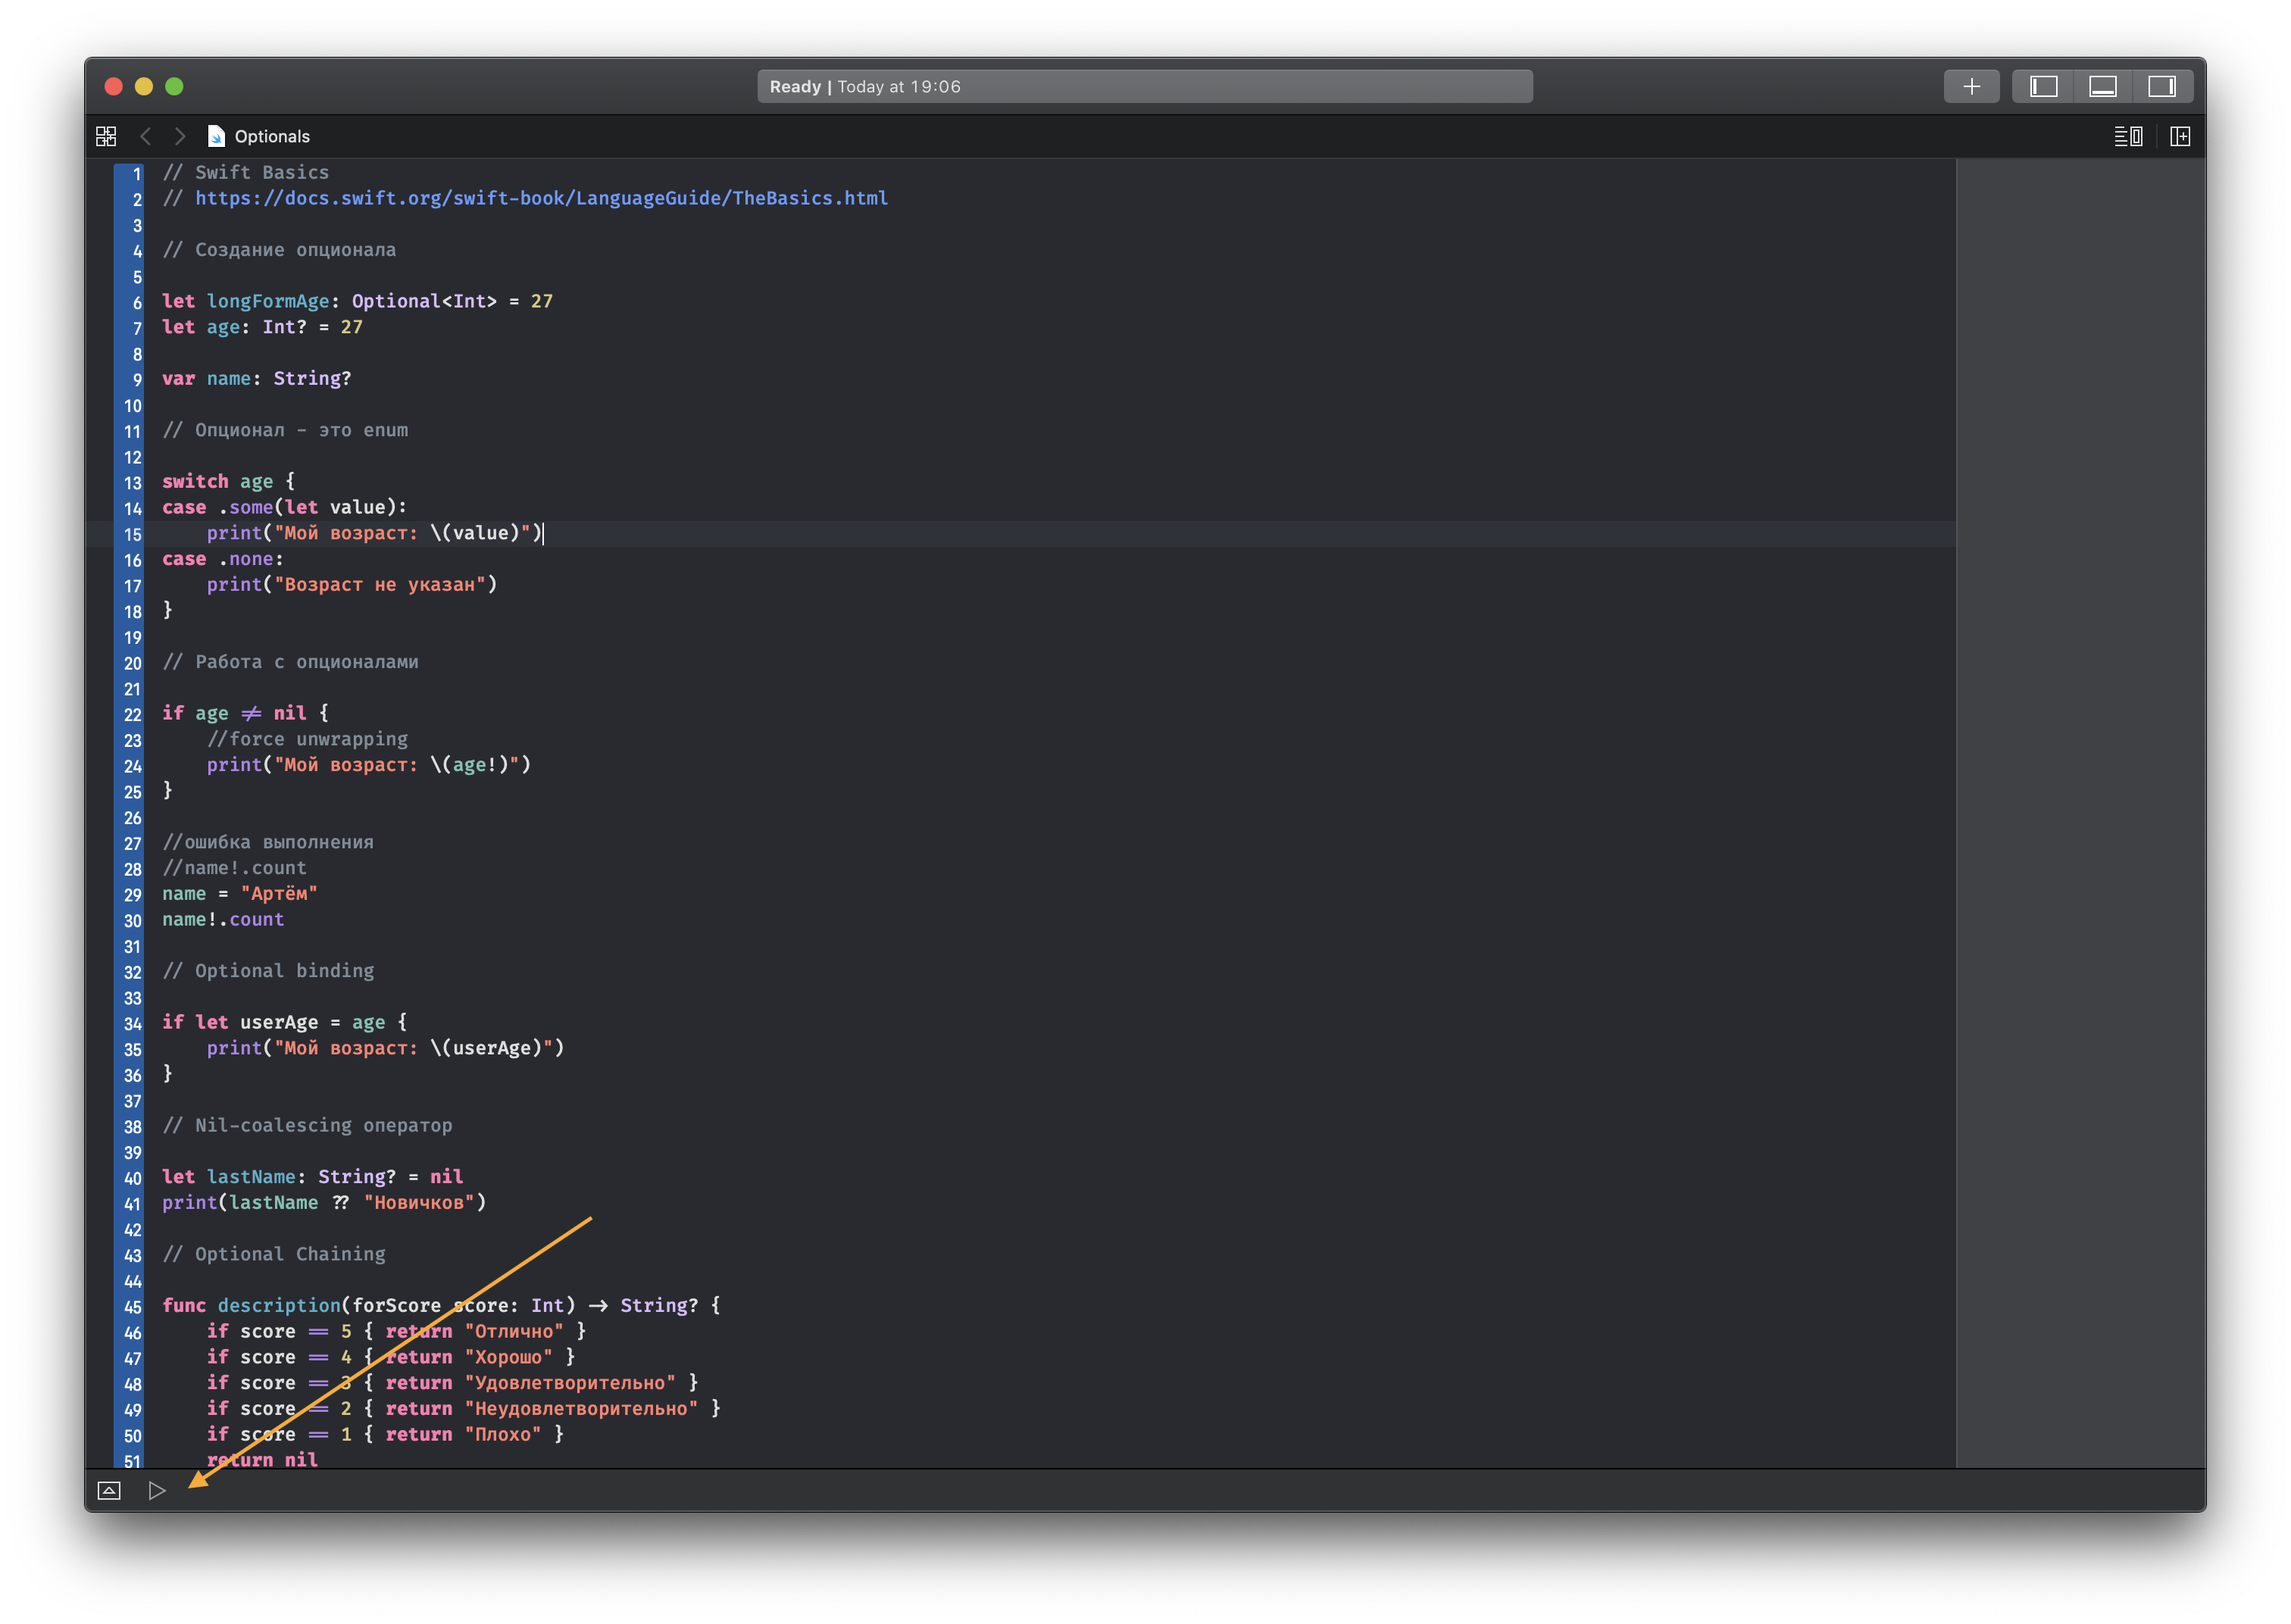 Ready | Today at 19:06
Optionals
1 // Swift Basics
2 // https://docs.swift.org/swift-book/LanguageGuide/TheBasics.html
3
4 // Создание опционала
5
6 let longFormAge: Optional<Int> = 27
7 let age: Int? = 27
8
9 var name: String?
10
11 // Опционал - это enum
12
13 switch age {
14 case .some(let value):
15 print("Мой возраст: \(value)")
16 case .none:
17 print("Возраст не указан")
18 }
19
20 // Работа с опционалами
21
22 if age != nil {
23 //force unwrapping
24 print("Мой возраст: \(age!)")
25 }
26
27 //ошибка выполнения
28 //name!.count
29 name = "Артём"
30 name!.count
31
32 // Optional binding
33
34 if let userAge = age {
35 print("Мой возраст: \(userAge)")
36 }
37
38 // Nil-coalescing оператор
39
40 let lastName: String? = nil
41 print(lastName ?? "Новичков")
42
43 // Optional Chaining
44
45 func description(forScore score: Int) -> String? {
46 if score == 5 { return "Отлично" }
47 if score == 4 { return "Хорошо" }
48 if score == 3 { return "Удовлетворительно" }
49 if score == 2 { return "Неудовлетворительно" }
50 if score == 1 { return "Плохо" }
51 return nil